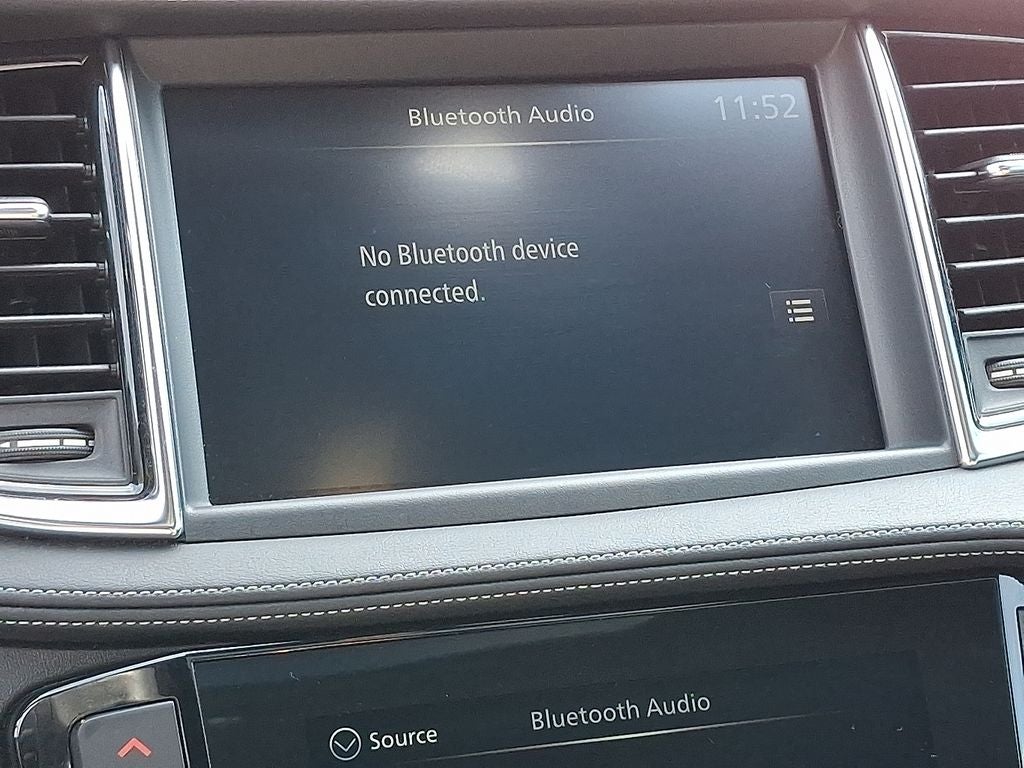 Bluetooth Audio
11:52
No Bluetooth device
connected.
Bluetooth Audio
Source